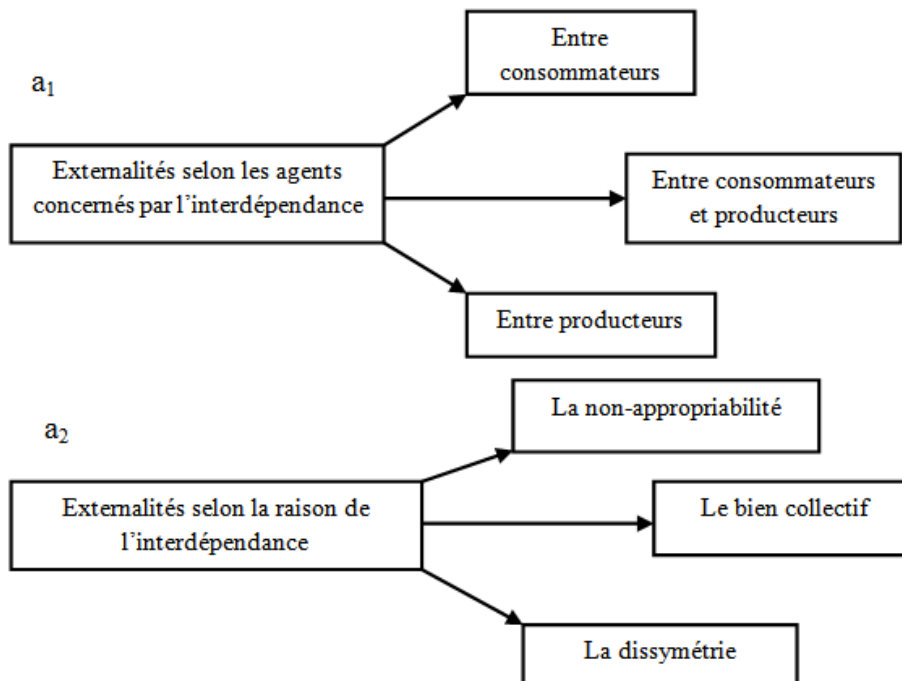 Entre
consommateurs
a₁
Externalités selon les agents
concernés par l'interdépendance
Entre consommateurs
et producteurs
Entre producteurs
La non-appropriabilité
a₂
Externalités selon la raison de
l'interdépendance
Le bien collectif
La dissymétrie